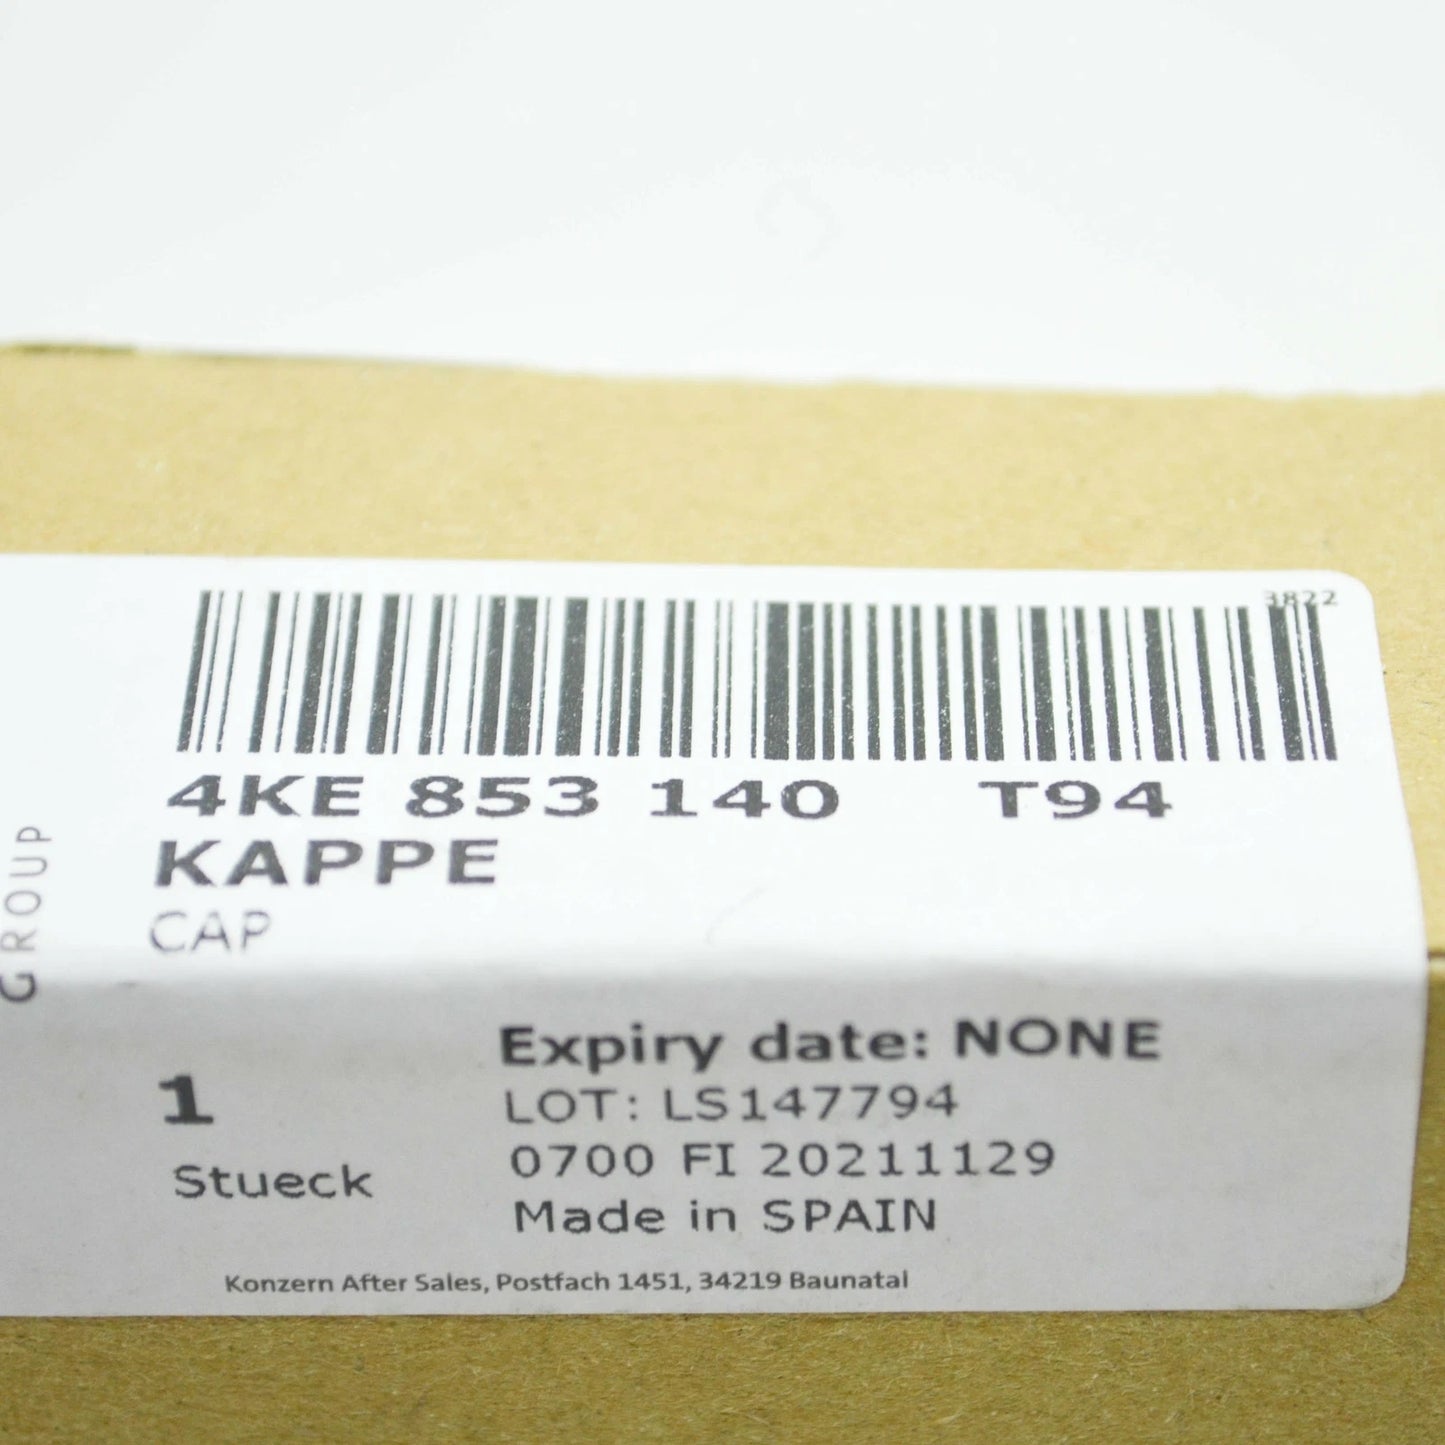 3822
4KE 853 140 T94
KAPPE
CAP
GROUP
Expiry date: NONE
1
LOT: LS147794
0700 FI 20211129
Stueck
Made in SPAIN
Konzern After Sales, Postfach 1451, 34219 Baunatal